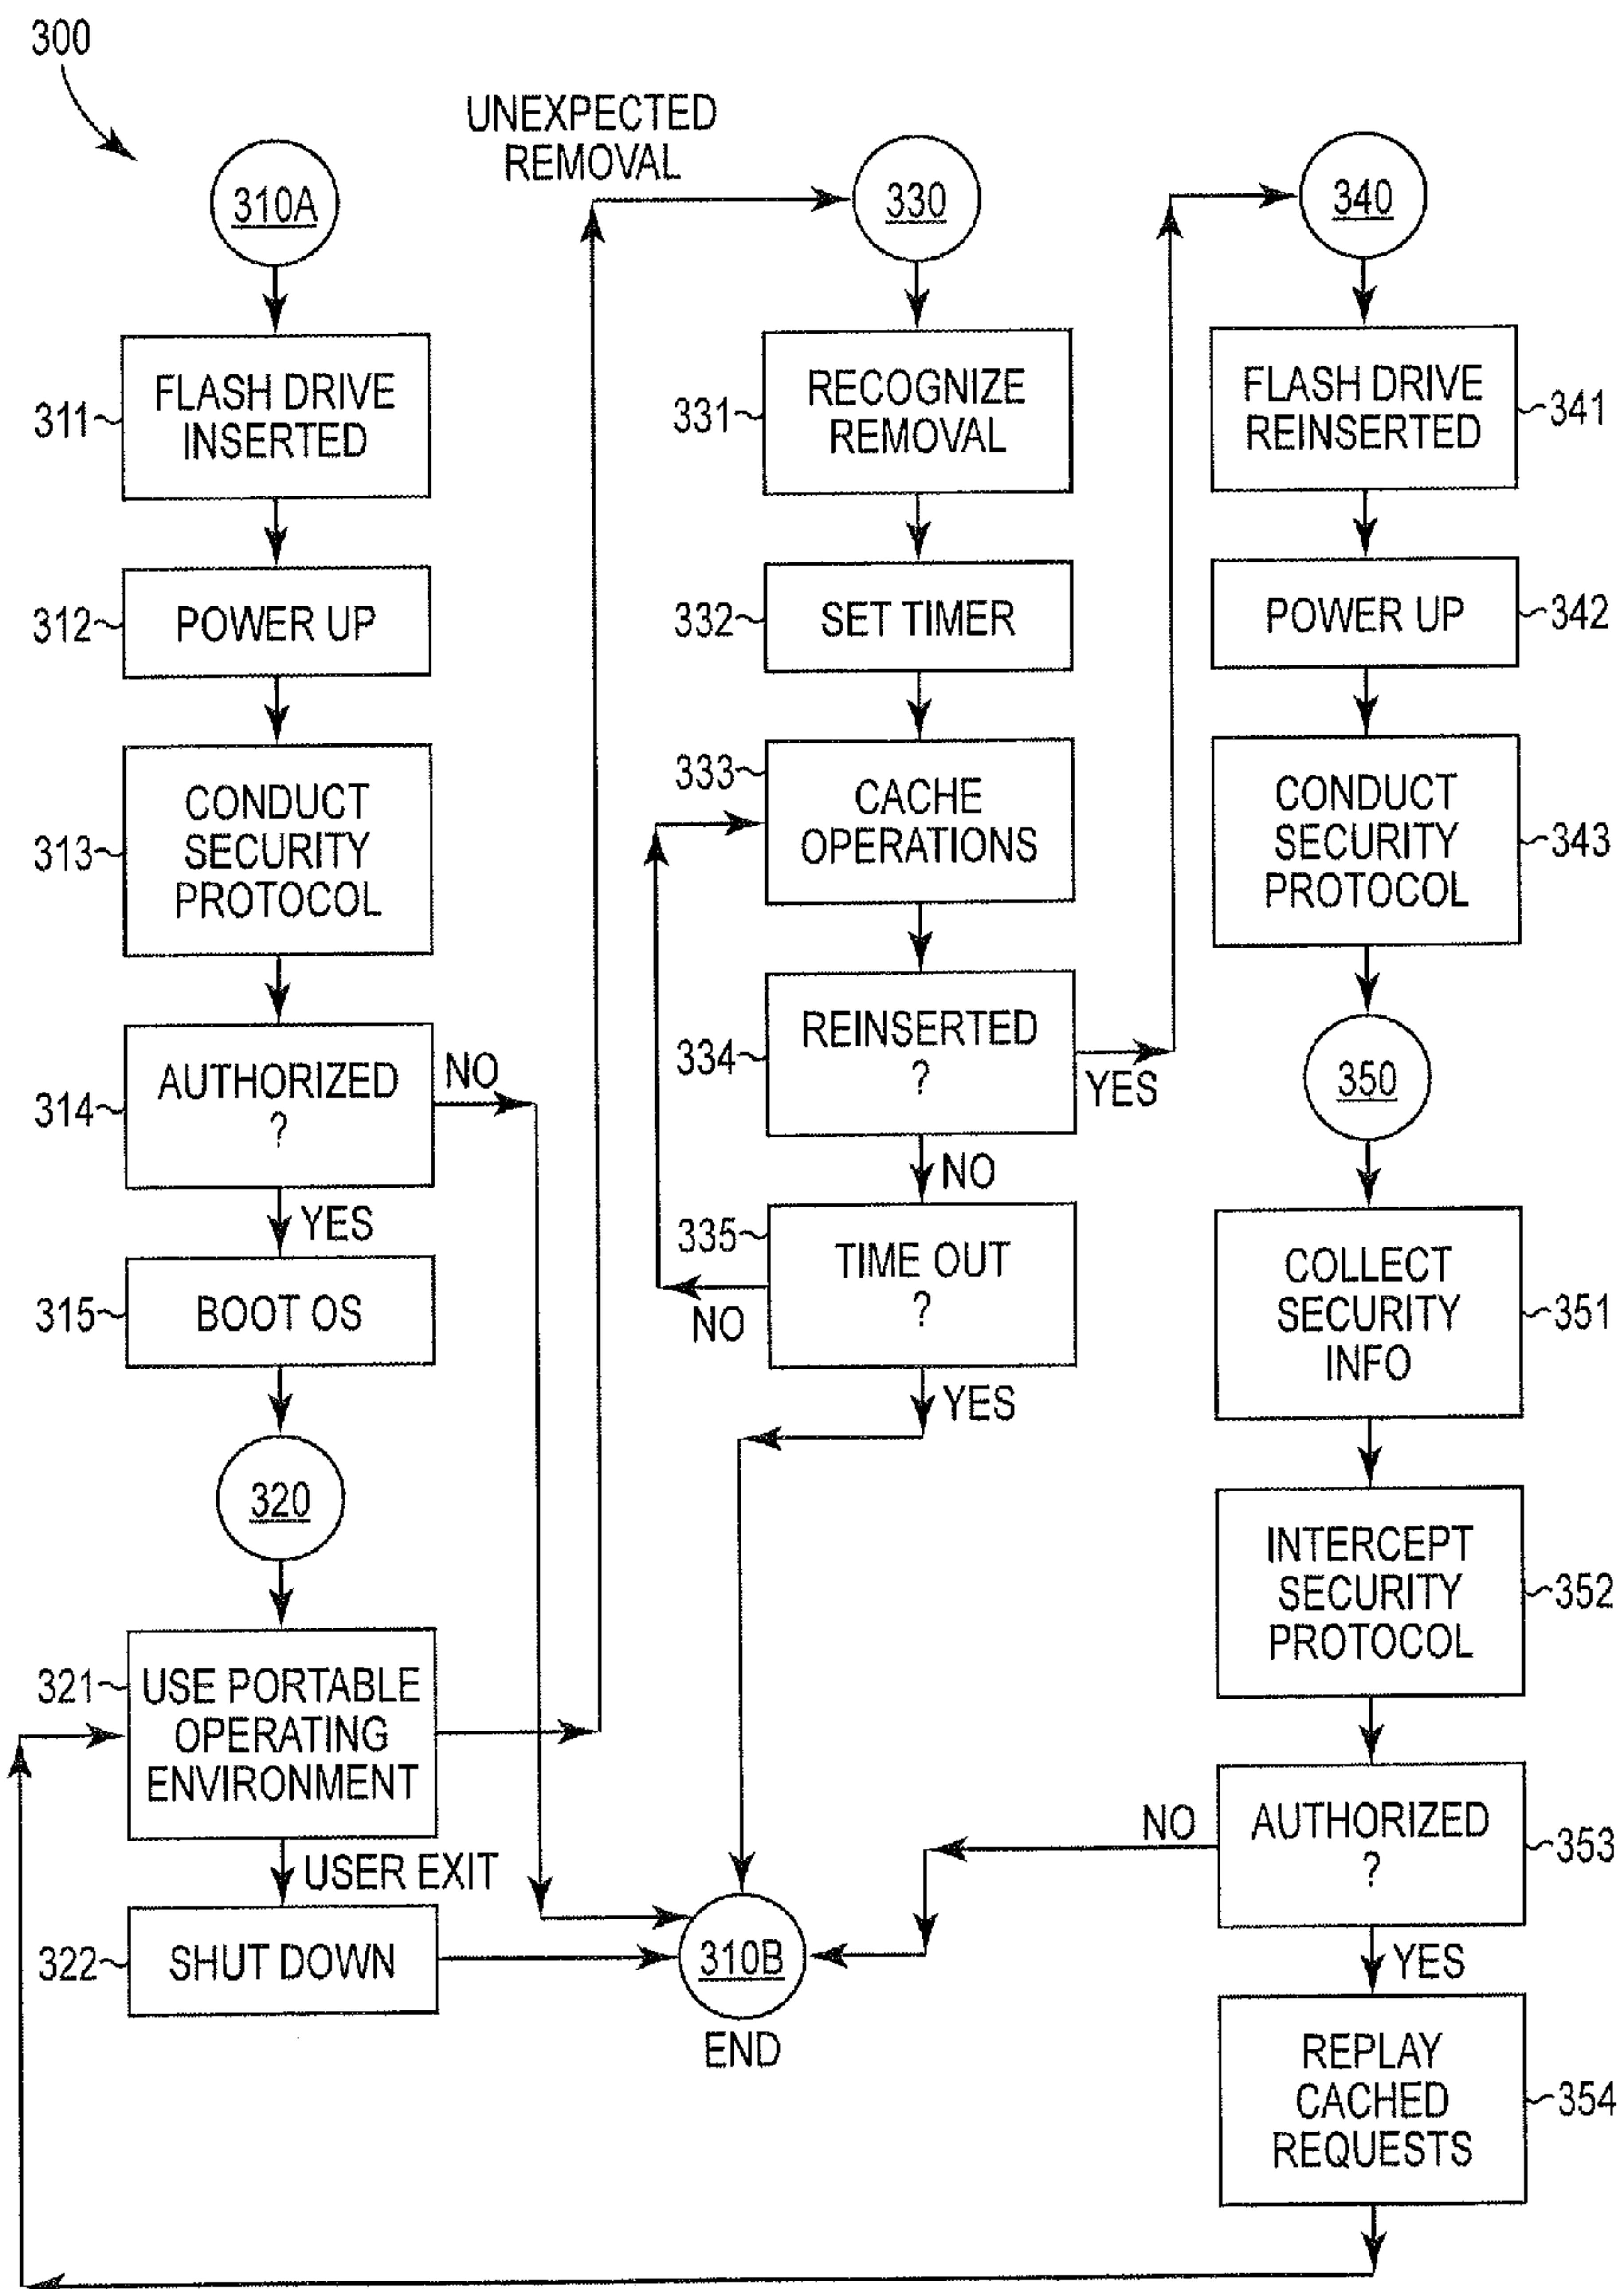 300
310A
311
FLASH DRIVE
INSERTED
312
POWER UP
313
CONDUCT
SECURITY
PROTOCOL
314
AUTHORIZED
?
NO
YES
315
BOOT OS
320
321
USE PORTABLE
OPERATING
ENVIRONMENT
USER EXIT
322
SHUT DOWN
UNEXPECTED
REMOVAL
330
331
RECOGNIZE
REMOVAL
332
SET TIMER
333
CACHE
OPERATIONS
334
REINSERTED
?
YES
NO
335
TIME OUT
?
NO
YES
310B
END
340
FLASH DRIVE
REINSERTED
341
POWER UP
342
CONDUCT
SECURITY
PROTOCOL
343
350
COLLECT
SECURITY
INFO
351
INTERCEPT
SECURITY
PROTOCOL
352
AUTHORIZED
?
353
NO
YES
REPLAY
CACHED
REQUESTS
354